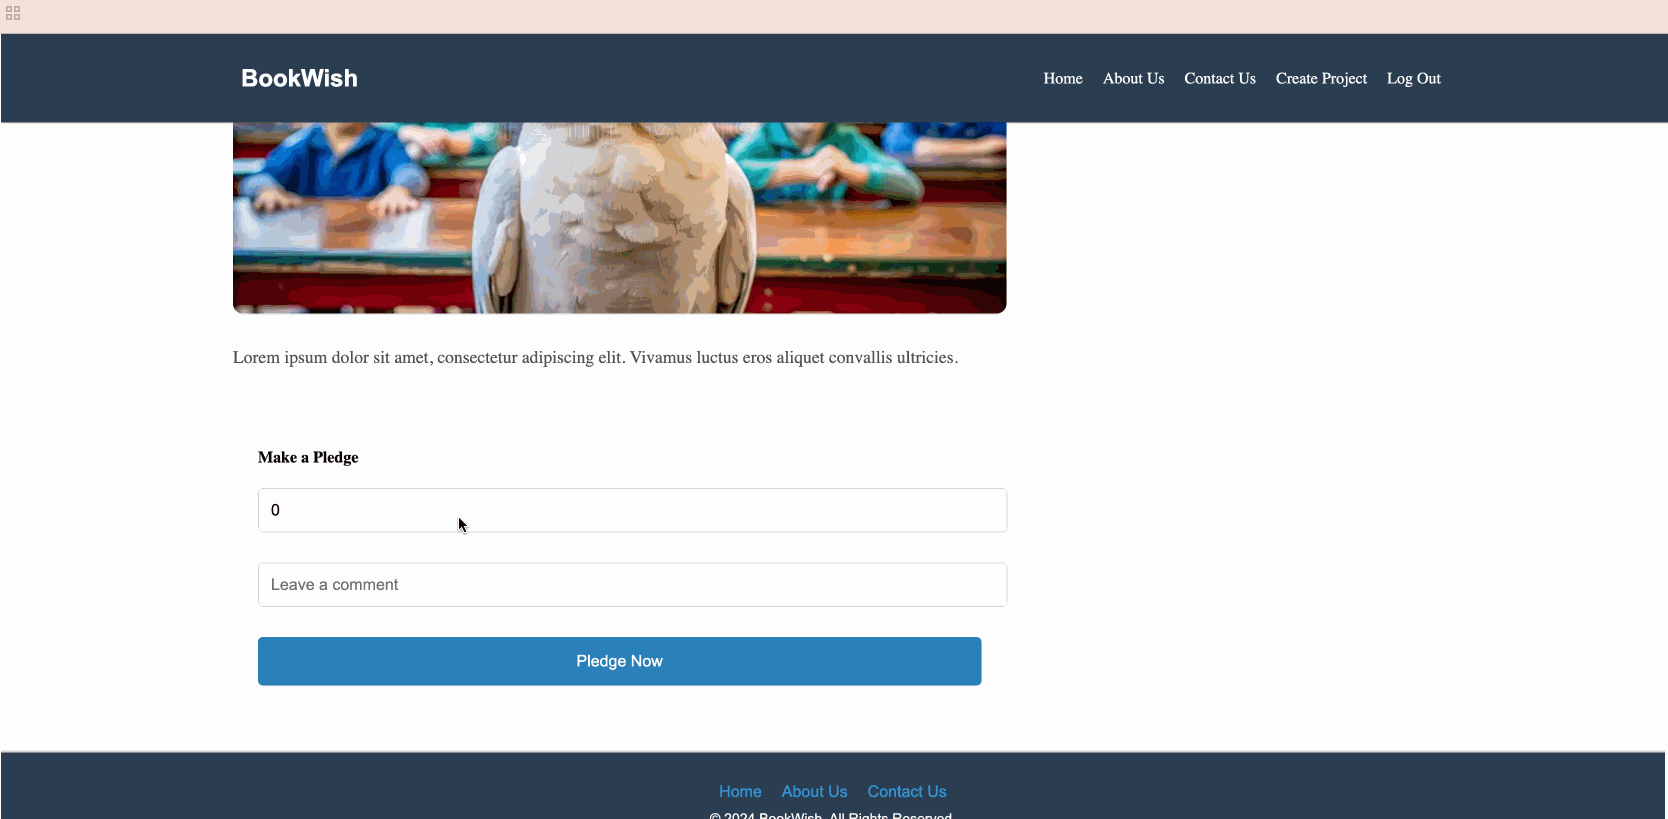 BookWish
Home About Us Contact Us Create Project Log Out
Lorem ipsum dolor sit amet, consectetur adipiscing elit. Vivamus luctus eros aliquet convallis ultricies.
Make a Pledge
0
Leave a comment
Pledge Now
Home About Us Contact Us
© 2024 BookWish. All Rights Reserved